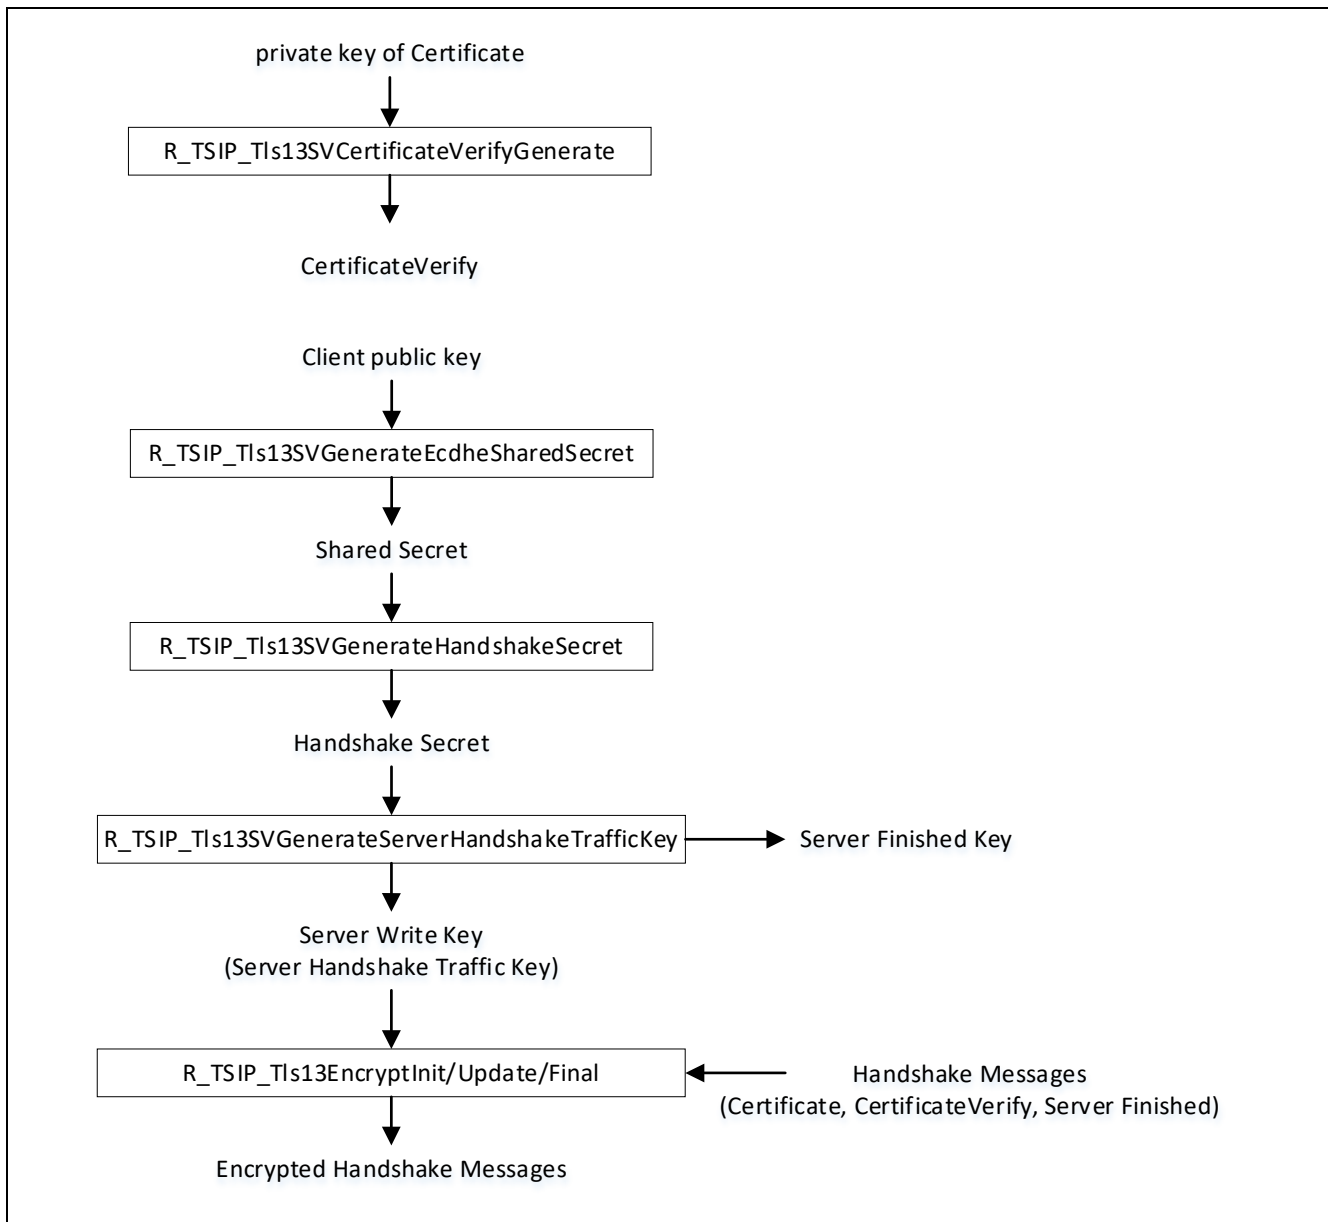 private key of Certificate
R_TSIP_Tls13SVCertificateVerifyGenerate
CertificateVerify
Client public key
R_TSIP_Tls13SVGenerateEcdheSharedSecret
Shared Secret
R_TSIP_Tls13SVGenerateHandshakeSecret
Handshake Secret
R_TSIP_Tls13SVGenerateServerHandshakeTrafficKey
Server Finished Key
Server Write Key
(Server Handshake Traffic Key)
R_TSIP_Tls13EncryptInit/Update/Final
Handshake Messages
(Certificate, CertificateVerify, Server Finished)
Encrypted Handshake Messages